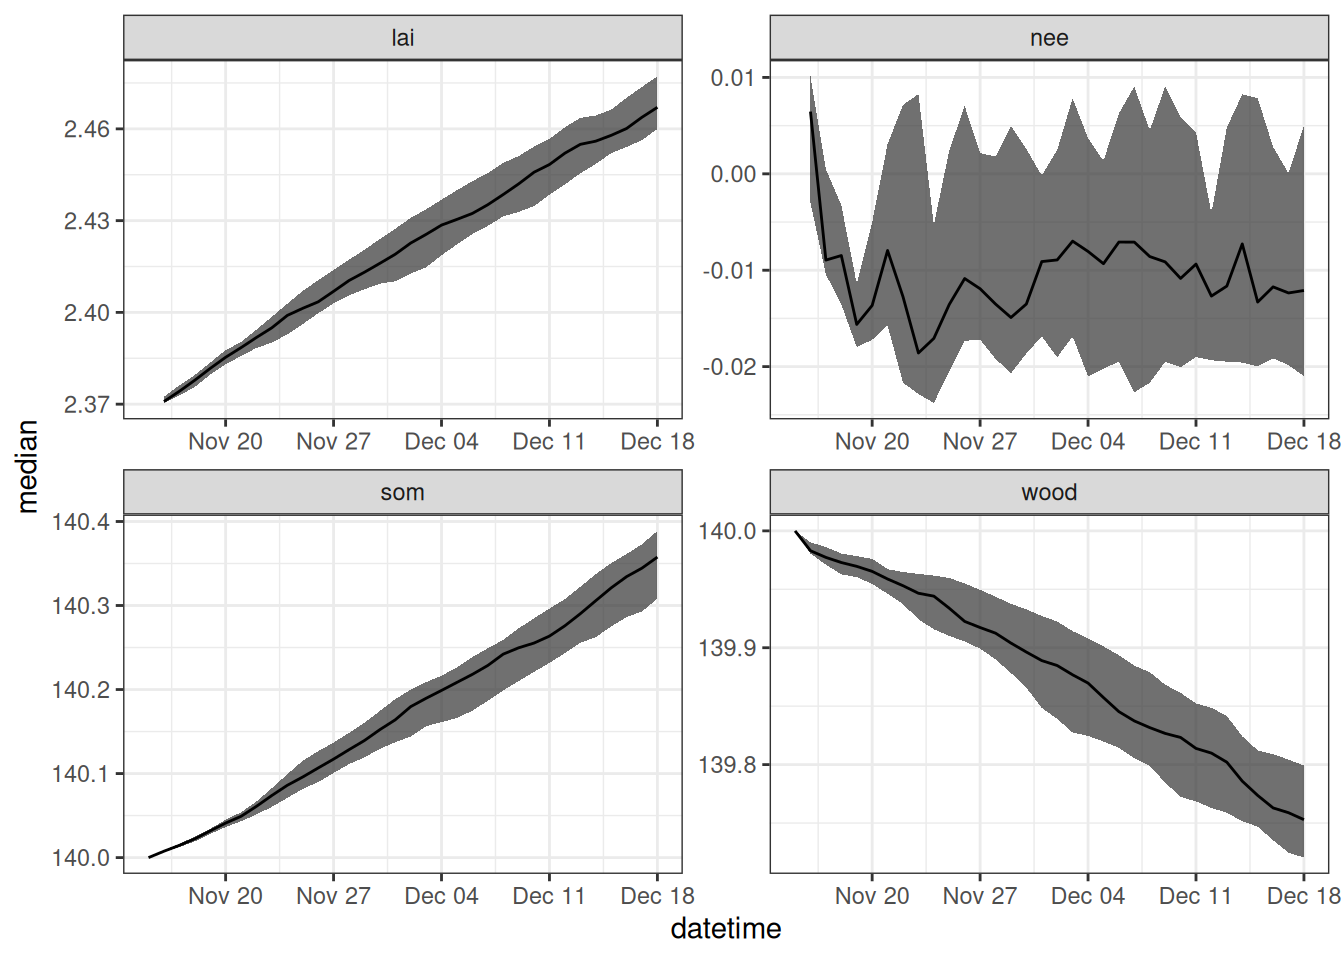 lai
nee
2.46
2.43
2.40
2.37
0.01
0.00
-0.01
-0.02
Nov 20 Nov 27 Dec 04 Dec 11 Dec 18
Nov 20 Nov 27 Dec 04 Dec 11 Dec 18
median
som
wood
140.4
140.3
140.2
140.1
140.0
140.0
139.9
139.8
Nov 20 Nov 27 Dec 04 Dec 11 Dec 18
Nov 20 Nov 27 Dec 04 Dec 11 Dec 18
datetime